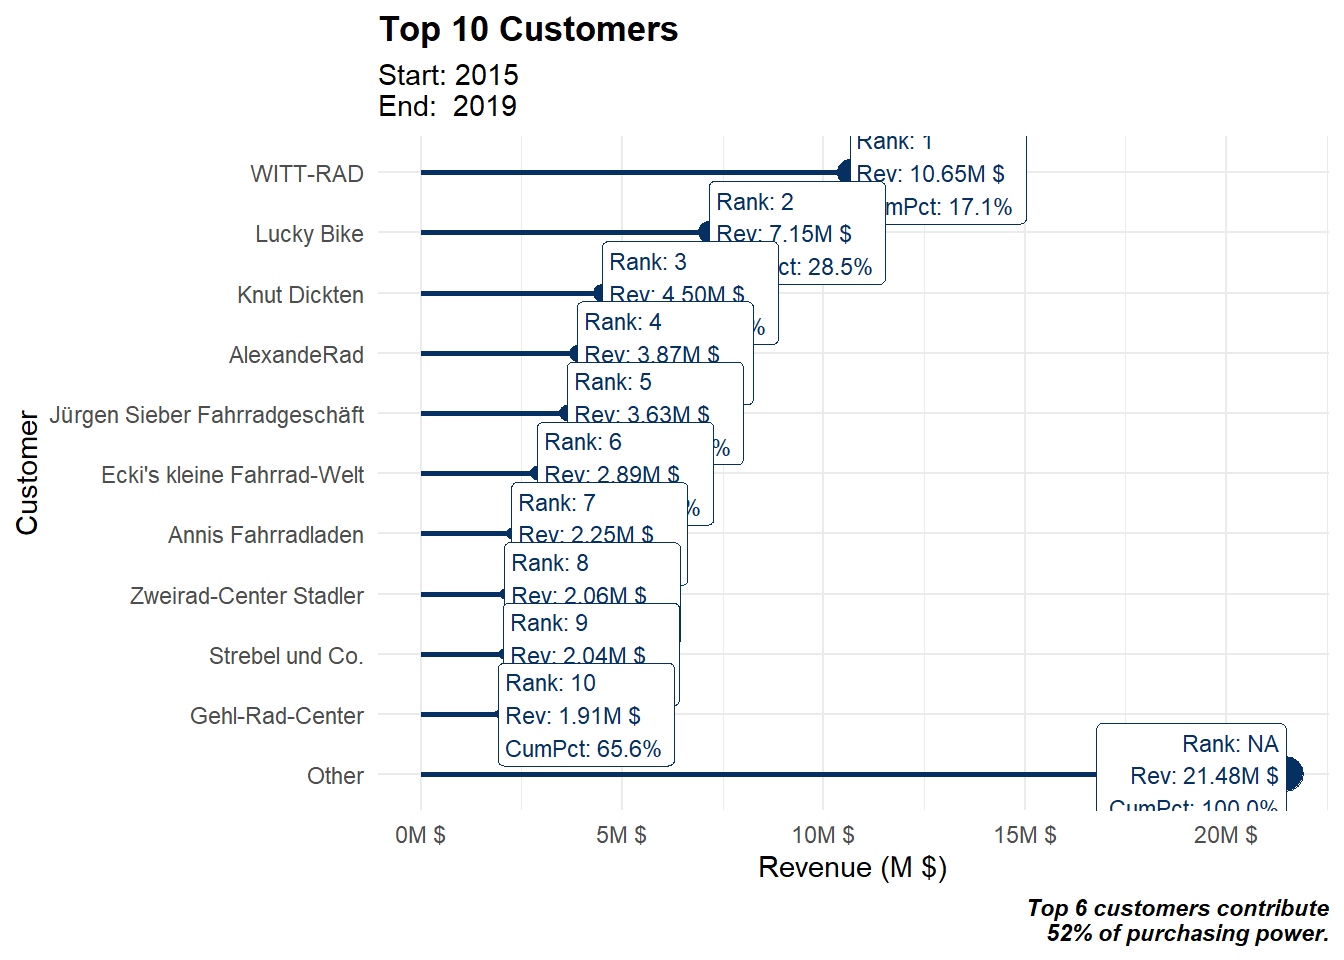 Top 10 Customers
Start: 2015
End:  2019
Customer
WITT-RAD
Rank: 1
Rev: 10.65M $
mPct: 17.1%
Lucky Bike
Rank: 2
Rev: 7.15M $
ct: 28.5%
Knut Dickten
Rank: 3
Rev: 4.50M $
%
AlexandeRad
Rank: 4
Rev: 3.87M $
Jürgen Sieber Fahrradgeschäft
Rank: 5
Rev: 3.63M $
%
Ecki's kleine Fahrrad-Welt
Rank: 6
Rev: 2.89M $
%
Annis Fahrradladen
Rank: 7
Rev: 2.25M $
Zweirad-Center Stadler
Rank: 8
Rev: 2.06M $
Strebel und Co.
Rank: 9
Rev: 2.04M $
Gehl-Rad-Center
Rank: 10
Rev: 1.91M $
CumPct: 65.6%
Other
Rank: NA
Rev: 21.48M $
CumPct: 100.0%
0M $ 5M $ 10M $ 15M $ 20M $
Revenue (M $)
Top 6 customers contribute
52% of purchasing power.